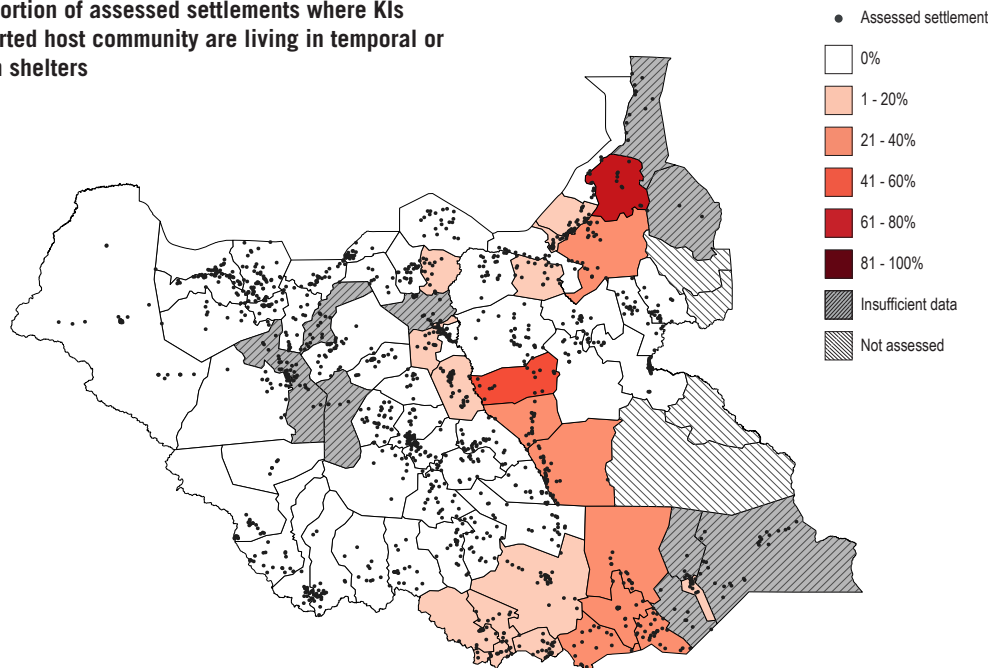 ortion of assessed settlements where KIs
rted host community are living in temporal or
shelters
Assessed settlement
0%
1 - 20%
21 - 40%
41 - 60%
61 - 80%
81 - 100%
Insufficient data
Not assessed